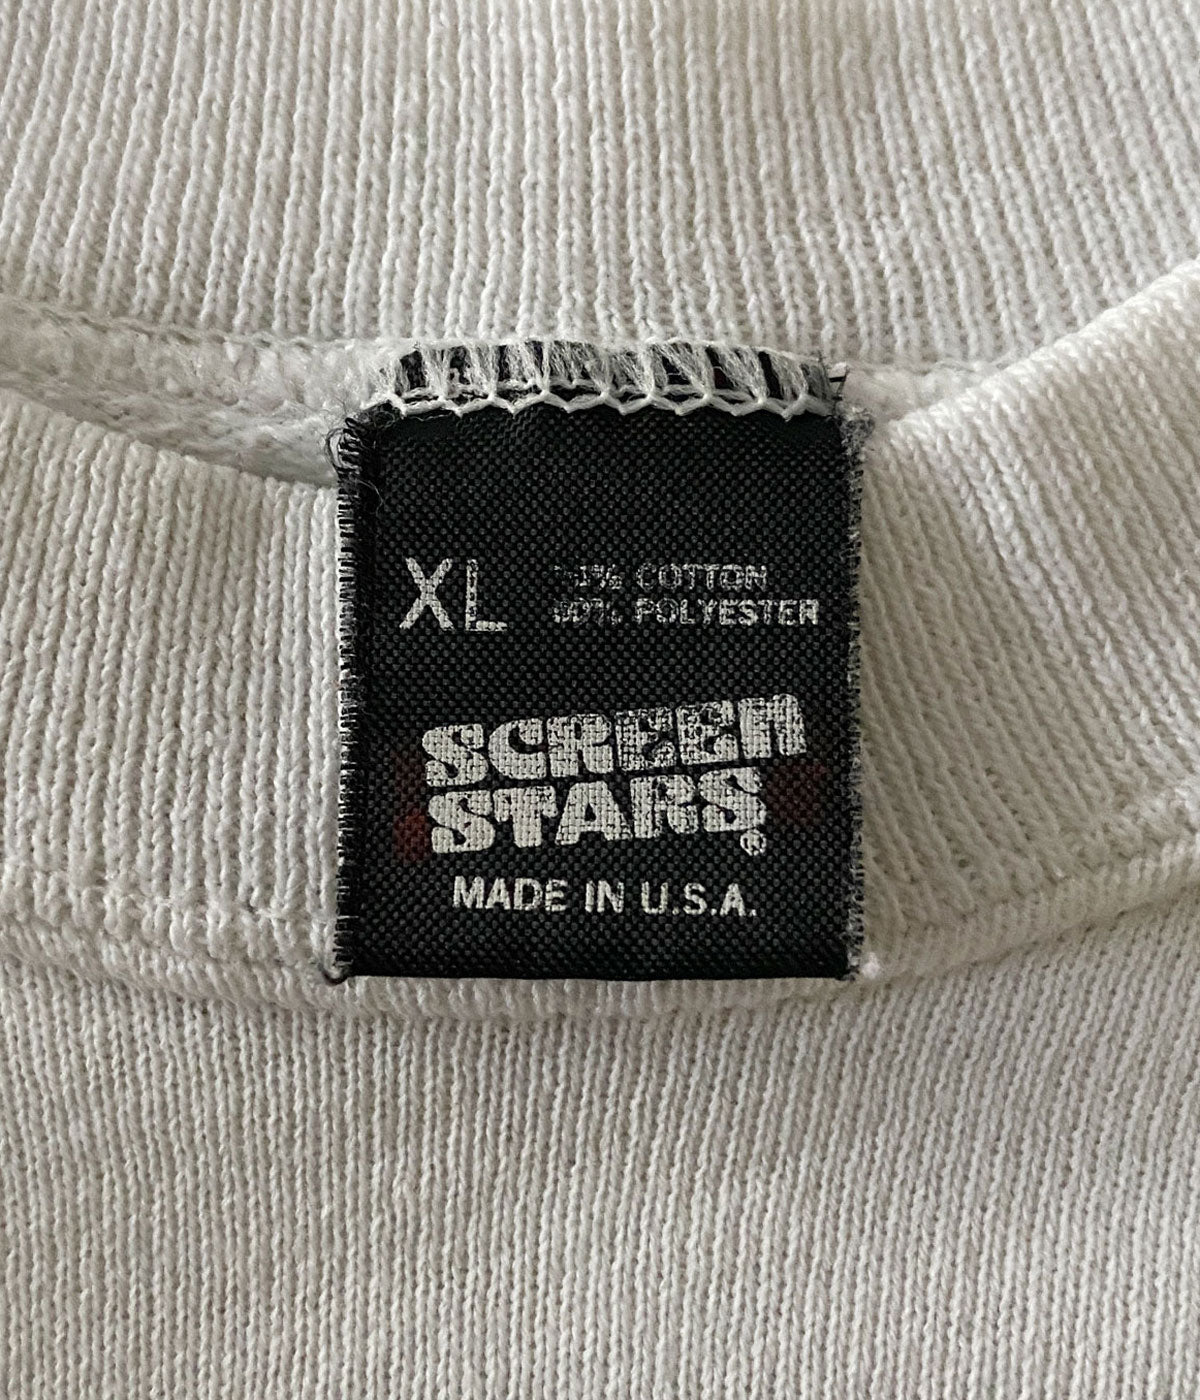 XL
COTTON
POLYESTER
SCREEN
STARS®
MADE IN U.S.A.